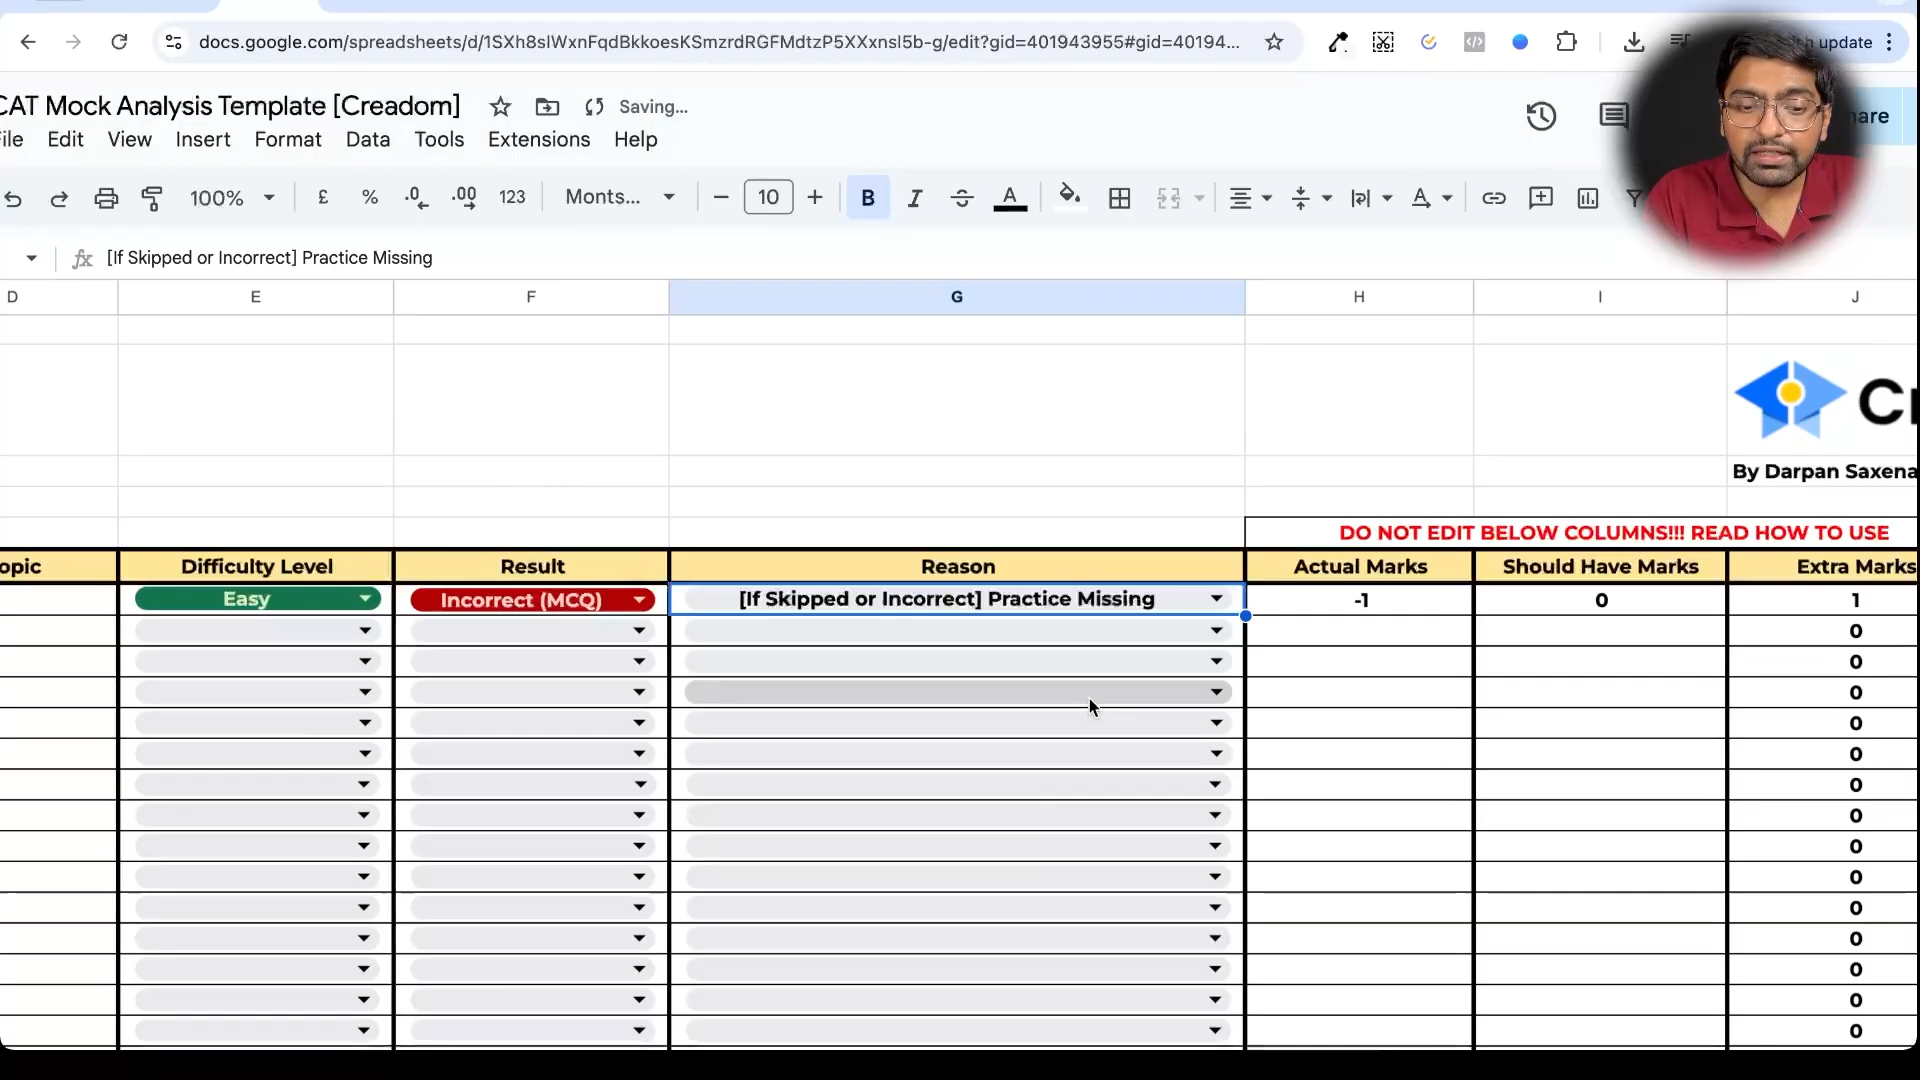 docs.google.com/spreadsheets/d/1SXh8slWxnFqdBkkoesKSmzrdRGFMdtzP5XXxnsl5b-g/edit?gid=401943955#gid=40194...
update
CAT Mock Analysis Template [Creadom]
Saving...
File Edit View Insert Format Data Tools Extensions Help
100% £ % .0 .00 123 Monts... 10 B I S A
fx [If Skipped or Incorrect] Practice Missing
D E F G H I J
By Darpan Saxena
DO NOT EDIT BELOW COLUMNS!!! READ HOW TO USE
opic Difficulty Level Result Reason Actual Marks Should Have Marks Extra Marks
Easy Incorrect (MCQ) [If Skipped or Incorrect] Practice Missing -1 0 1
0
0
0
0
0
0
0
0
0
0
0
0
0
0